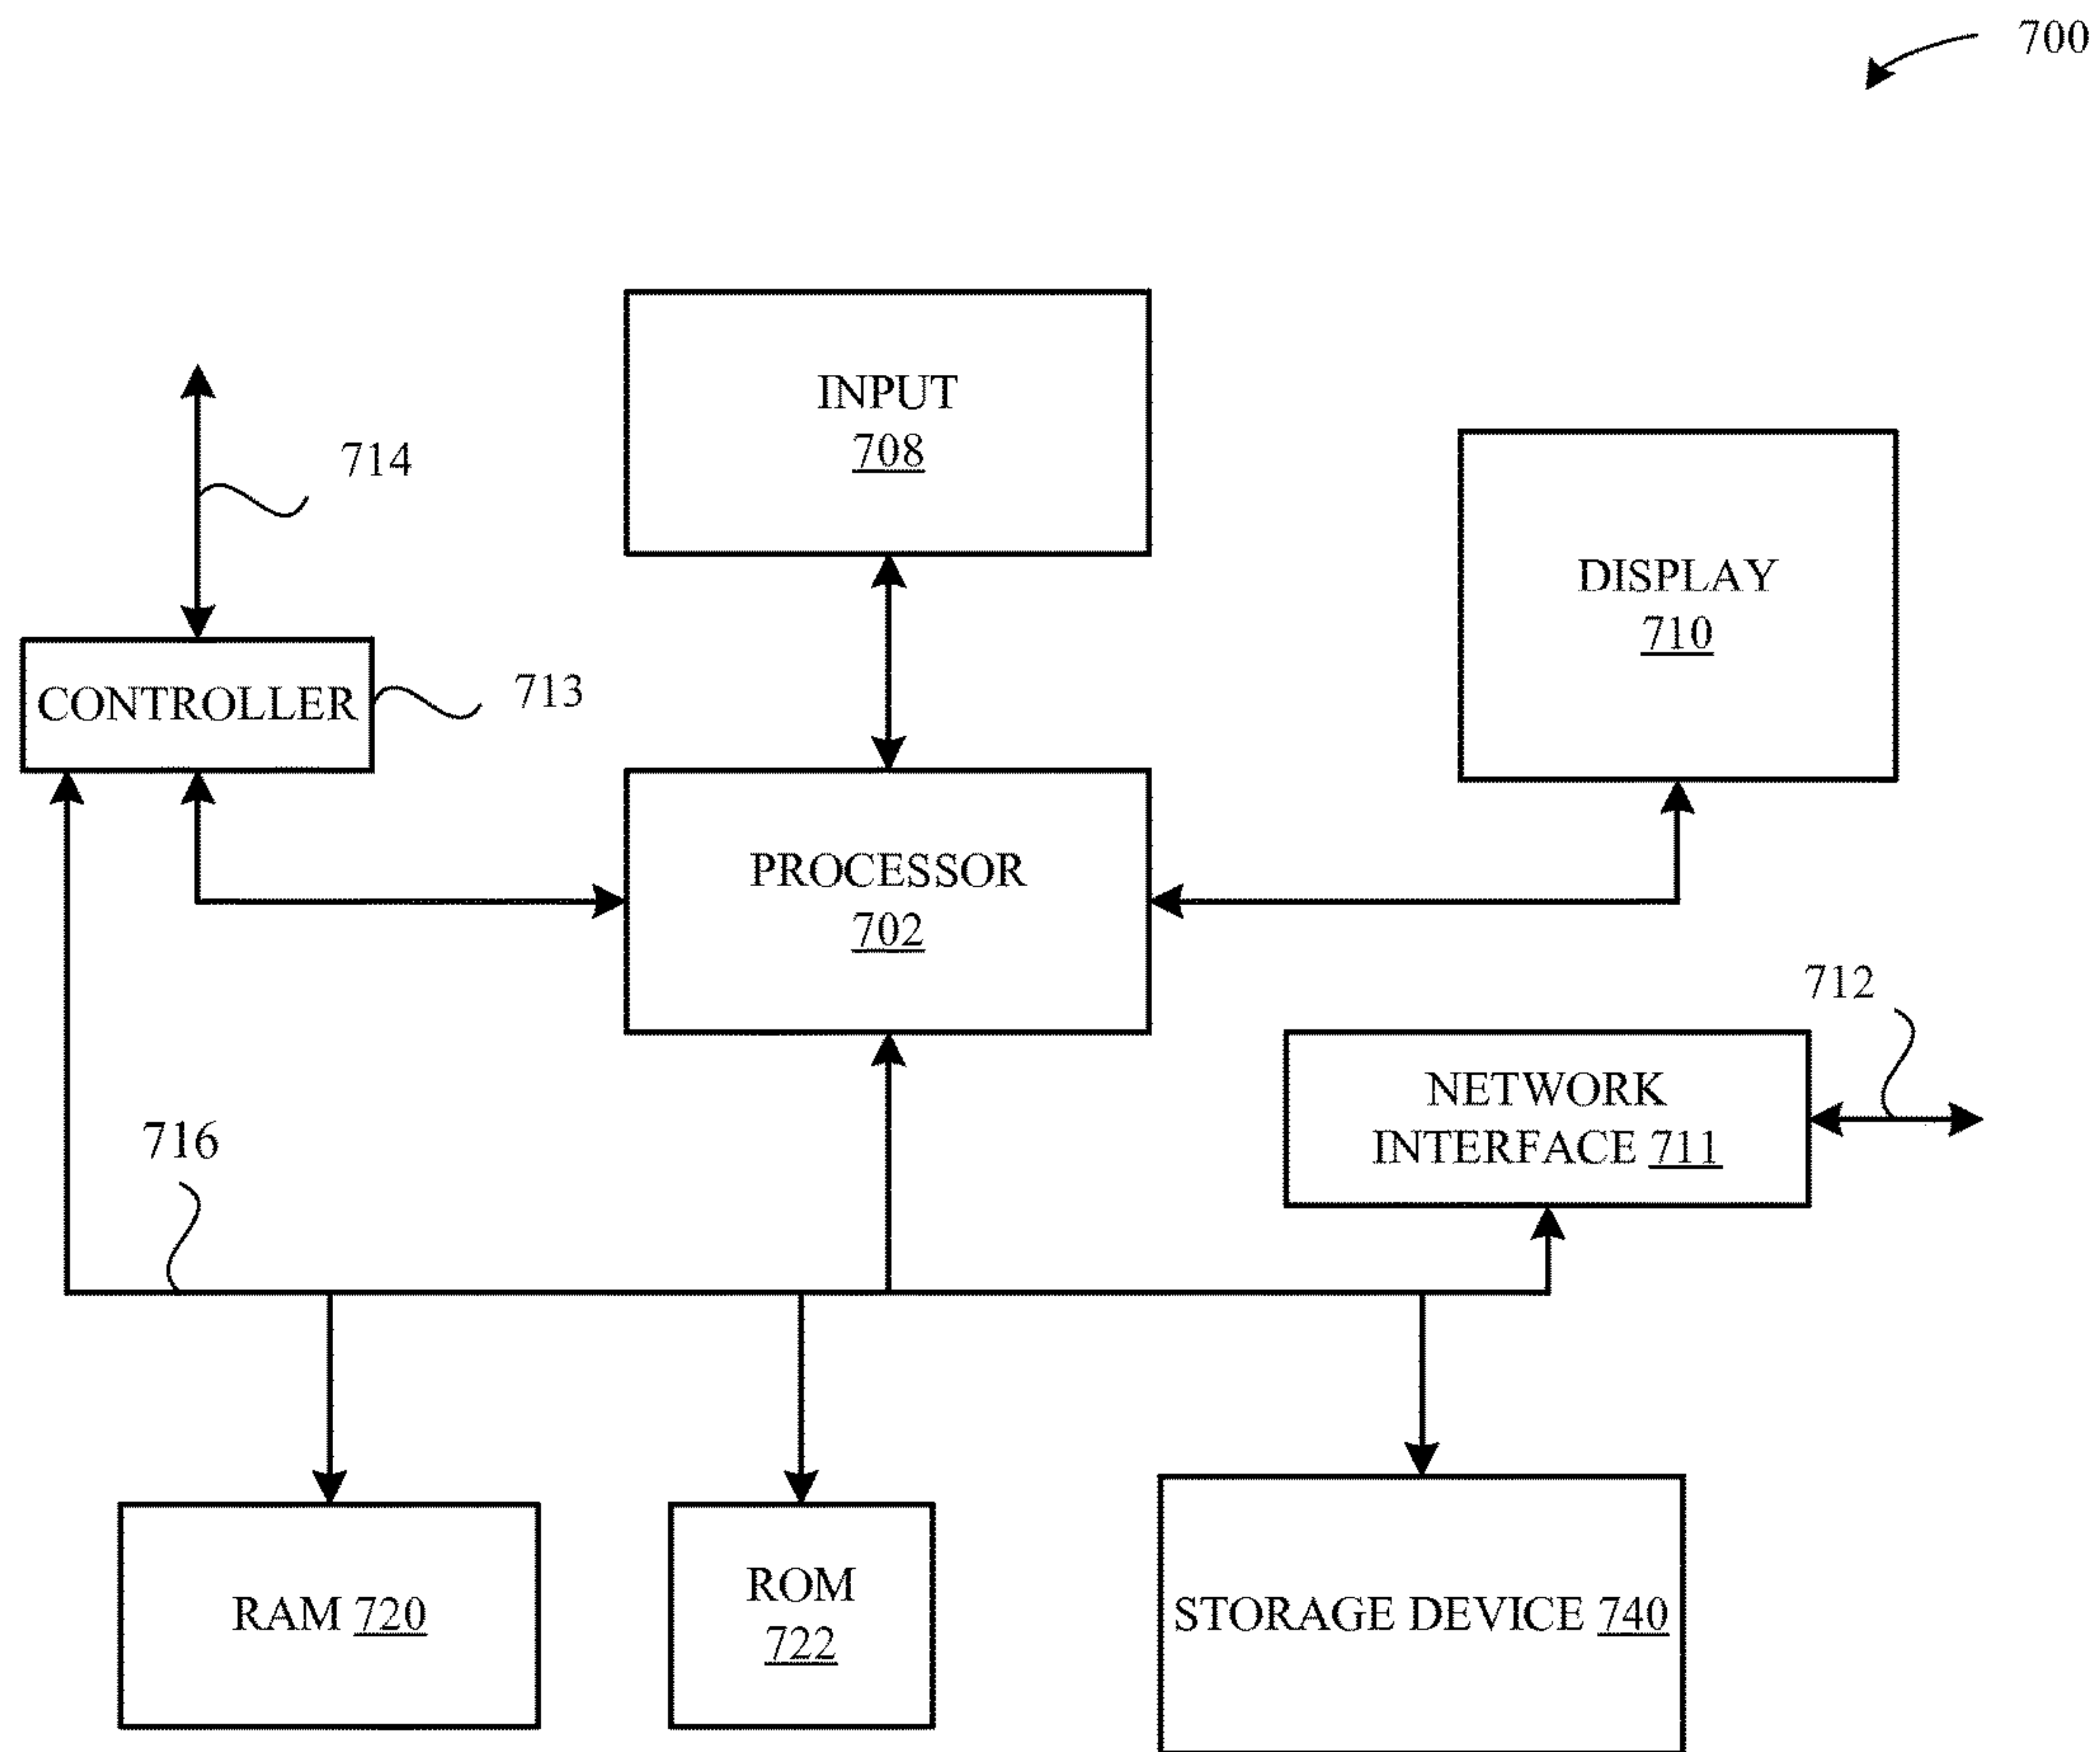 700
INPUT
708
714
DISPLAY
710
CONTROLLER
713
PROCESSOR
702
712
NETWORK
INTERFACE 711
716
RAM 720
ROM
722
STORAGE DEVICE 740